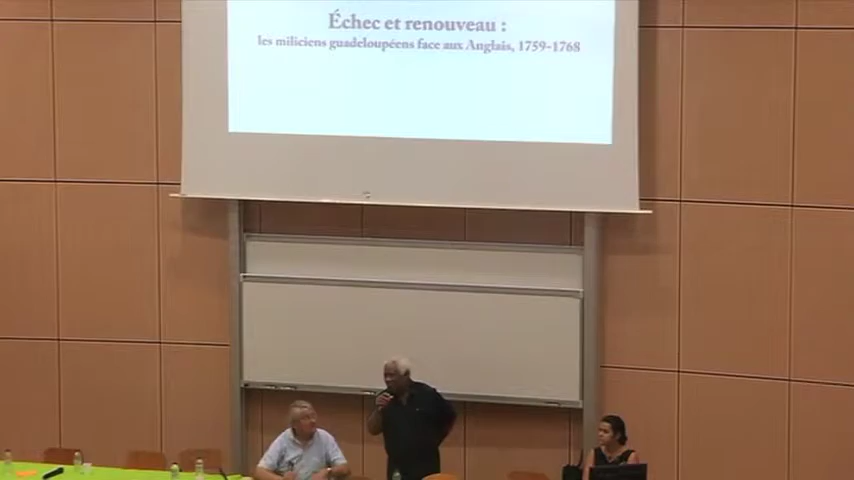 Échec et renouveau :
les miliciens guadeloupéens face aux Anglais, 1759-1768